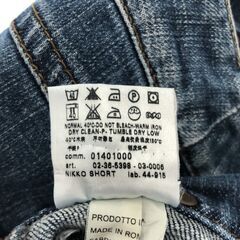 NORMAL 40°C-DO NOT BLEACH-WARM IRON
DRY CLEAN-P- TUMBLE DRY LOW
comm. 01401000
art. 02-36-5398 - 03-0006
NIKKO SHORT lab. 44-915
PRODOTTO I
MADE IN ROM